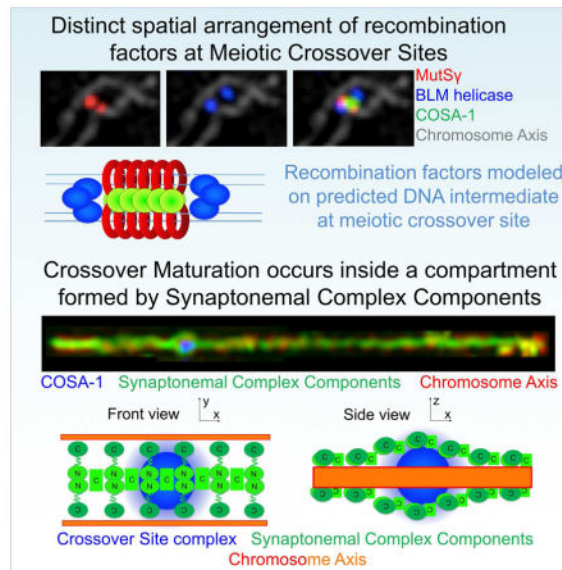 Distinct spatial arrangement of recombination
factors at Meiotic Crossover Sites
MutSγ
BLM helicase
COSA-1
Chromosome Axis
Recombination factors modeled
on predicted DNA intermediate
at meiotic crossover site
Crossover Maturation occurs inside a compartment
formed by Synaptonemal Complex Components
COSA-1 Synaptonemal Complex Components Chromosome Axis
Front view y x
Side view z x
C C C C C C
N N N N N N
C C C C C
N N N N N N
C C C C C C
C C C C C C C C C C C C
C C C C C C
Crossover Site complex Synaptonemal Complex Components
Chromosome Axis